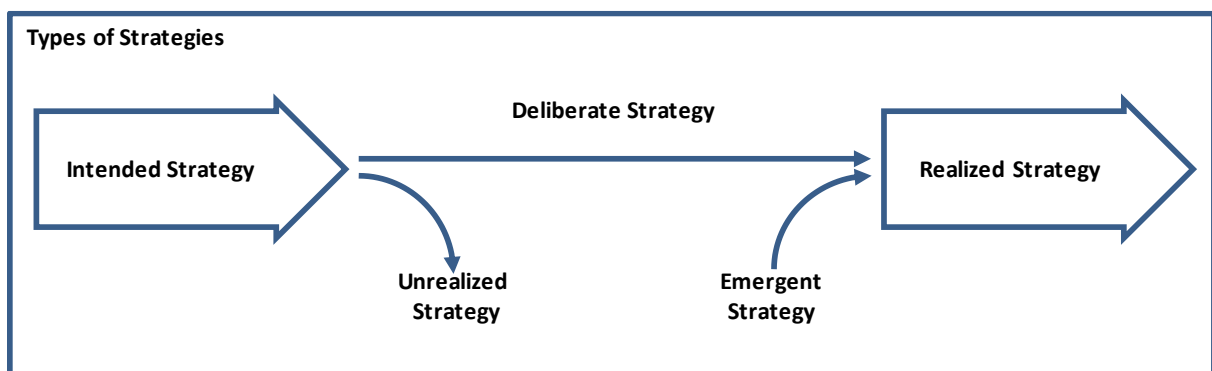 Types of Strategies
Deliberate Strategy
Intended Strategy
Realized Strategy
Unrealized
Strategy
Emergent
Strategy